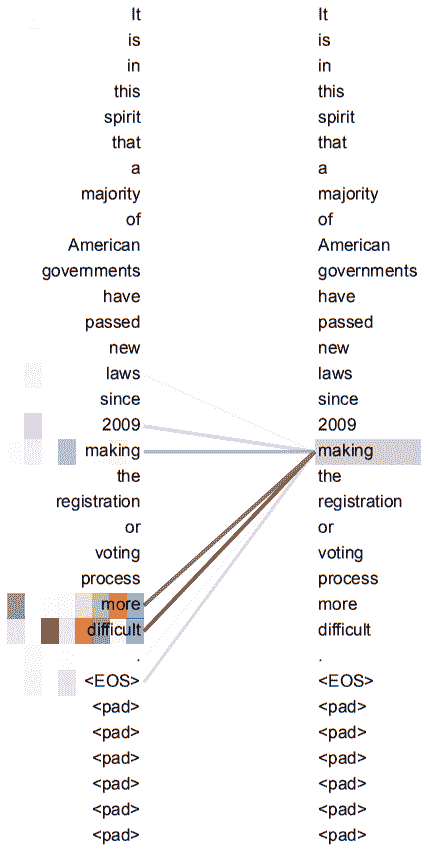 It It
is is
in in
this this
spirit spirit
that that
a a
majority majority
of of
American American
governments governments
have have
passed passed
new new
laws laws
since since
2009 2009
making making
the the
registration registration
or or
voting voting
process process
more more
difficult difficult
. .
<EOS> <EOS>
<pad> <pad>
<pad> <pad>
<pad> <pad>
<pad> <pad>
<pad> <pad>
<pad> <pad>